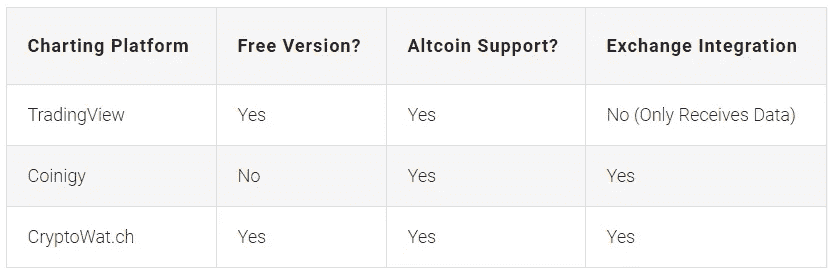 Charting Platform Free Version? Altcoin Support? Exchange Integration
TradingView Yes Yes No (Only Receives Data)
Coinigy No Yes Yes
CryptoWat.ch Yes Yes Yes